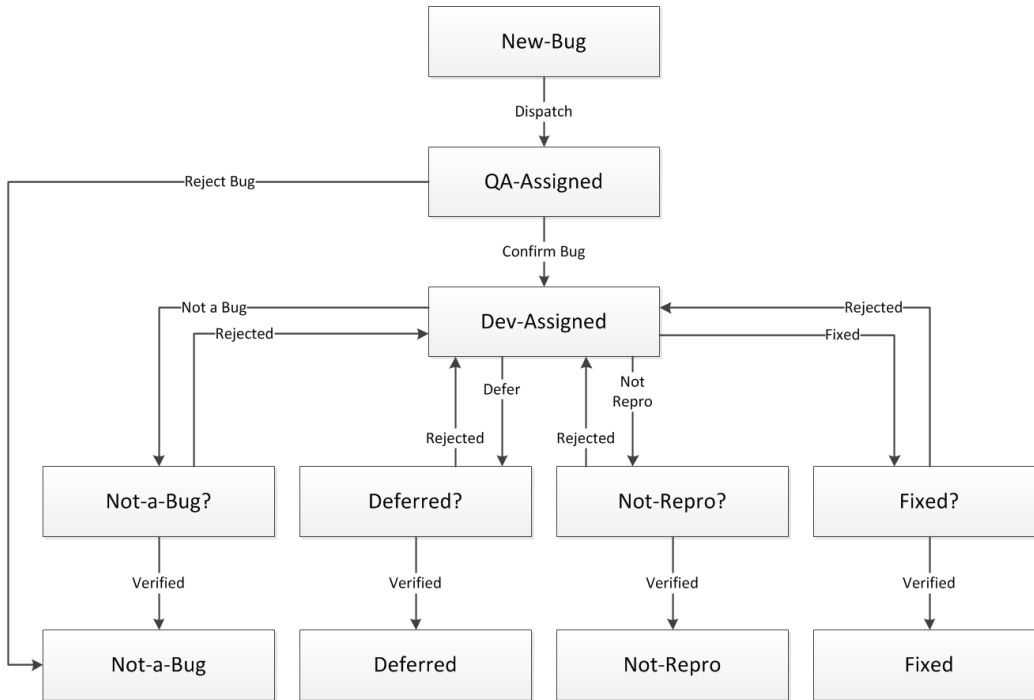 New-Bug
Dispatch
Reject Bug
QA-Assigned
Confirm Bug
Not a Bug
Rejected
Dev-Assigned
Rejected
Fixed
Defer
Not
Repro
Rejected
Rejected
Not-a-Bug?
Deferred?
Not-Repro?
Fixed?
Verified
Verified
Verified
Verified
Not-a-Bug
Deferred
Not-Repro
Fixed